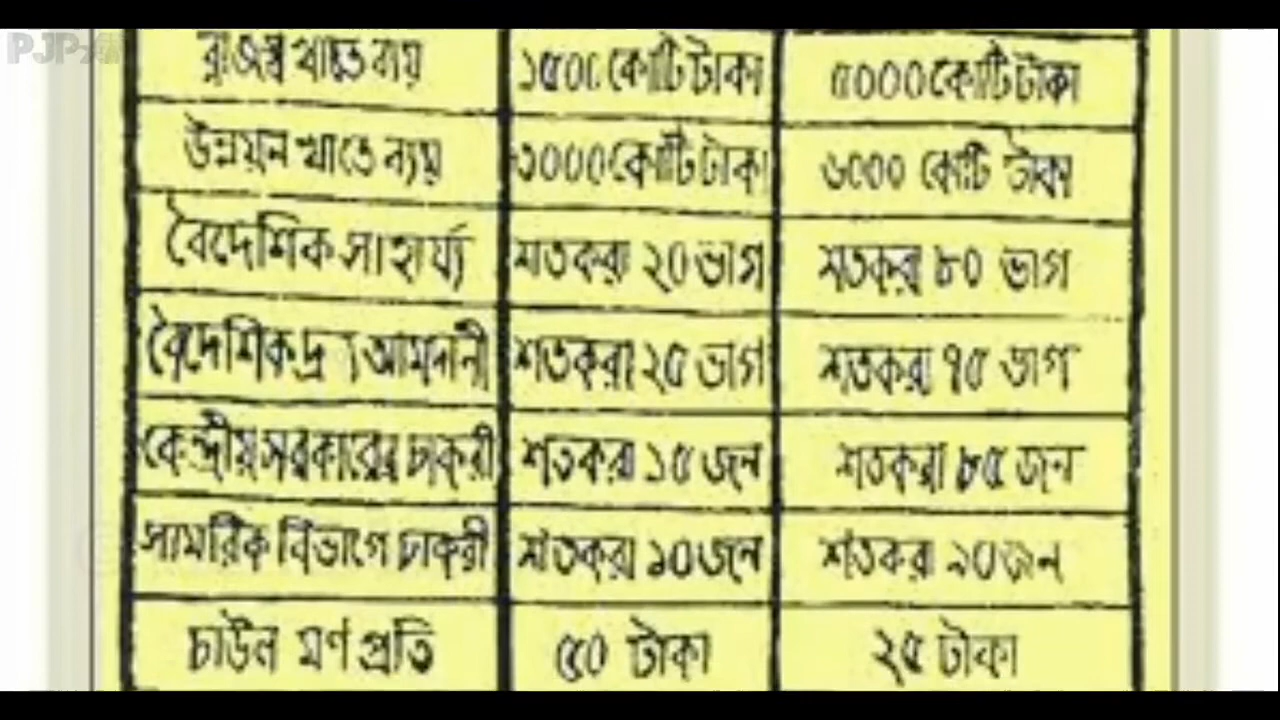 PJP
রাজস্ব খাতে ব্যয় ১৫০০ কোটি টাকা ৫০০০ কোটি টাকা
উন্নয়ন খাতে ব্যয় ৩০০০ কোটি টাকা ৬০০০ কোটি টাকা
বৈদেশিক সাহার্য্য শতকরা ২০ ভাগ শতকরা ৮০ ভাগ
বৈদেশিক দ্রব্য আমদানী শতকরা ২৫ ভাগ শতকরা ৭৫ ভাগ
কেন্দ্রীয় সরকারের চাকরী শতকরা ১৫ জন শতকরা ৮৫ জন
সামরিক বিভাগে চাকরী শতকরা ১০ জন শতকরা ৯০ জন
চাউল মণ প্রতি ৫০ টাকা ২৫ টাকা